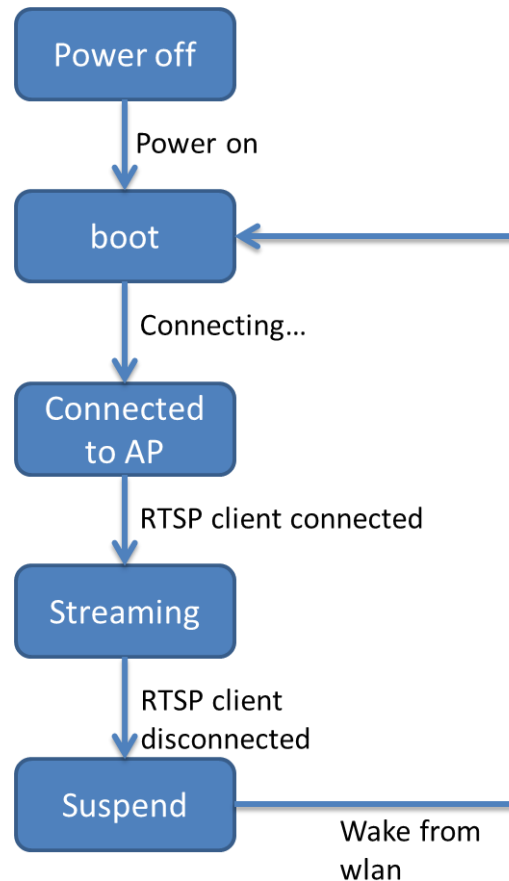 Power off
Power on
boot
Connecting...
Connected
to AP
RTSP client connected
Streaming
RTSP client
disconnected
Suspend
Wake from
wlan